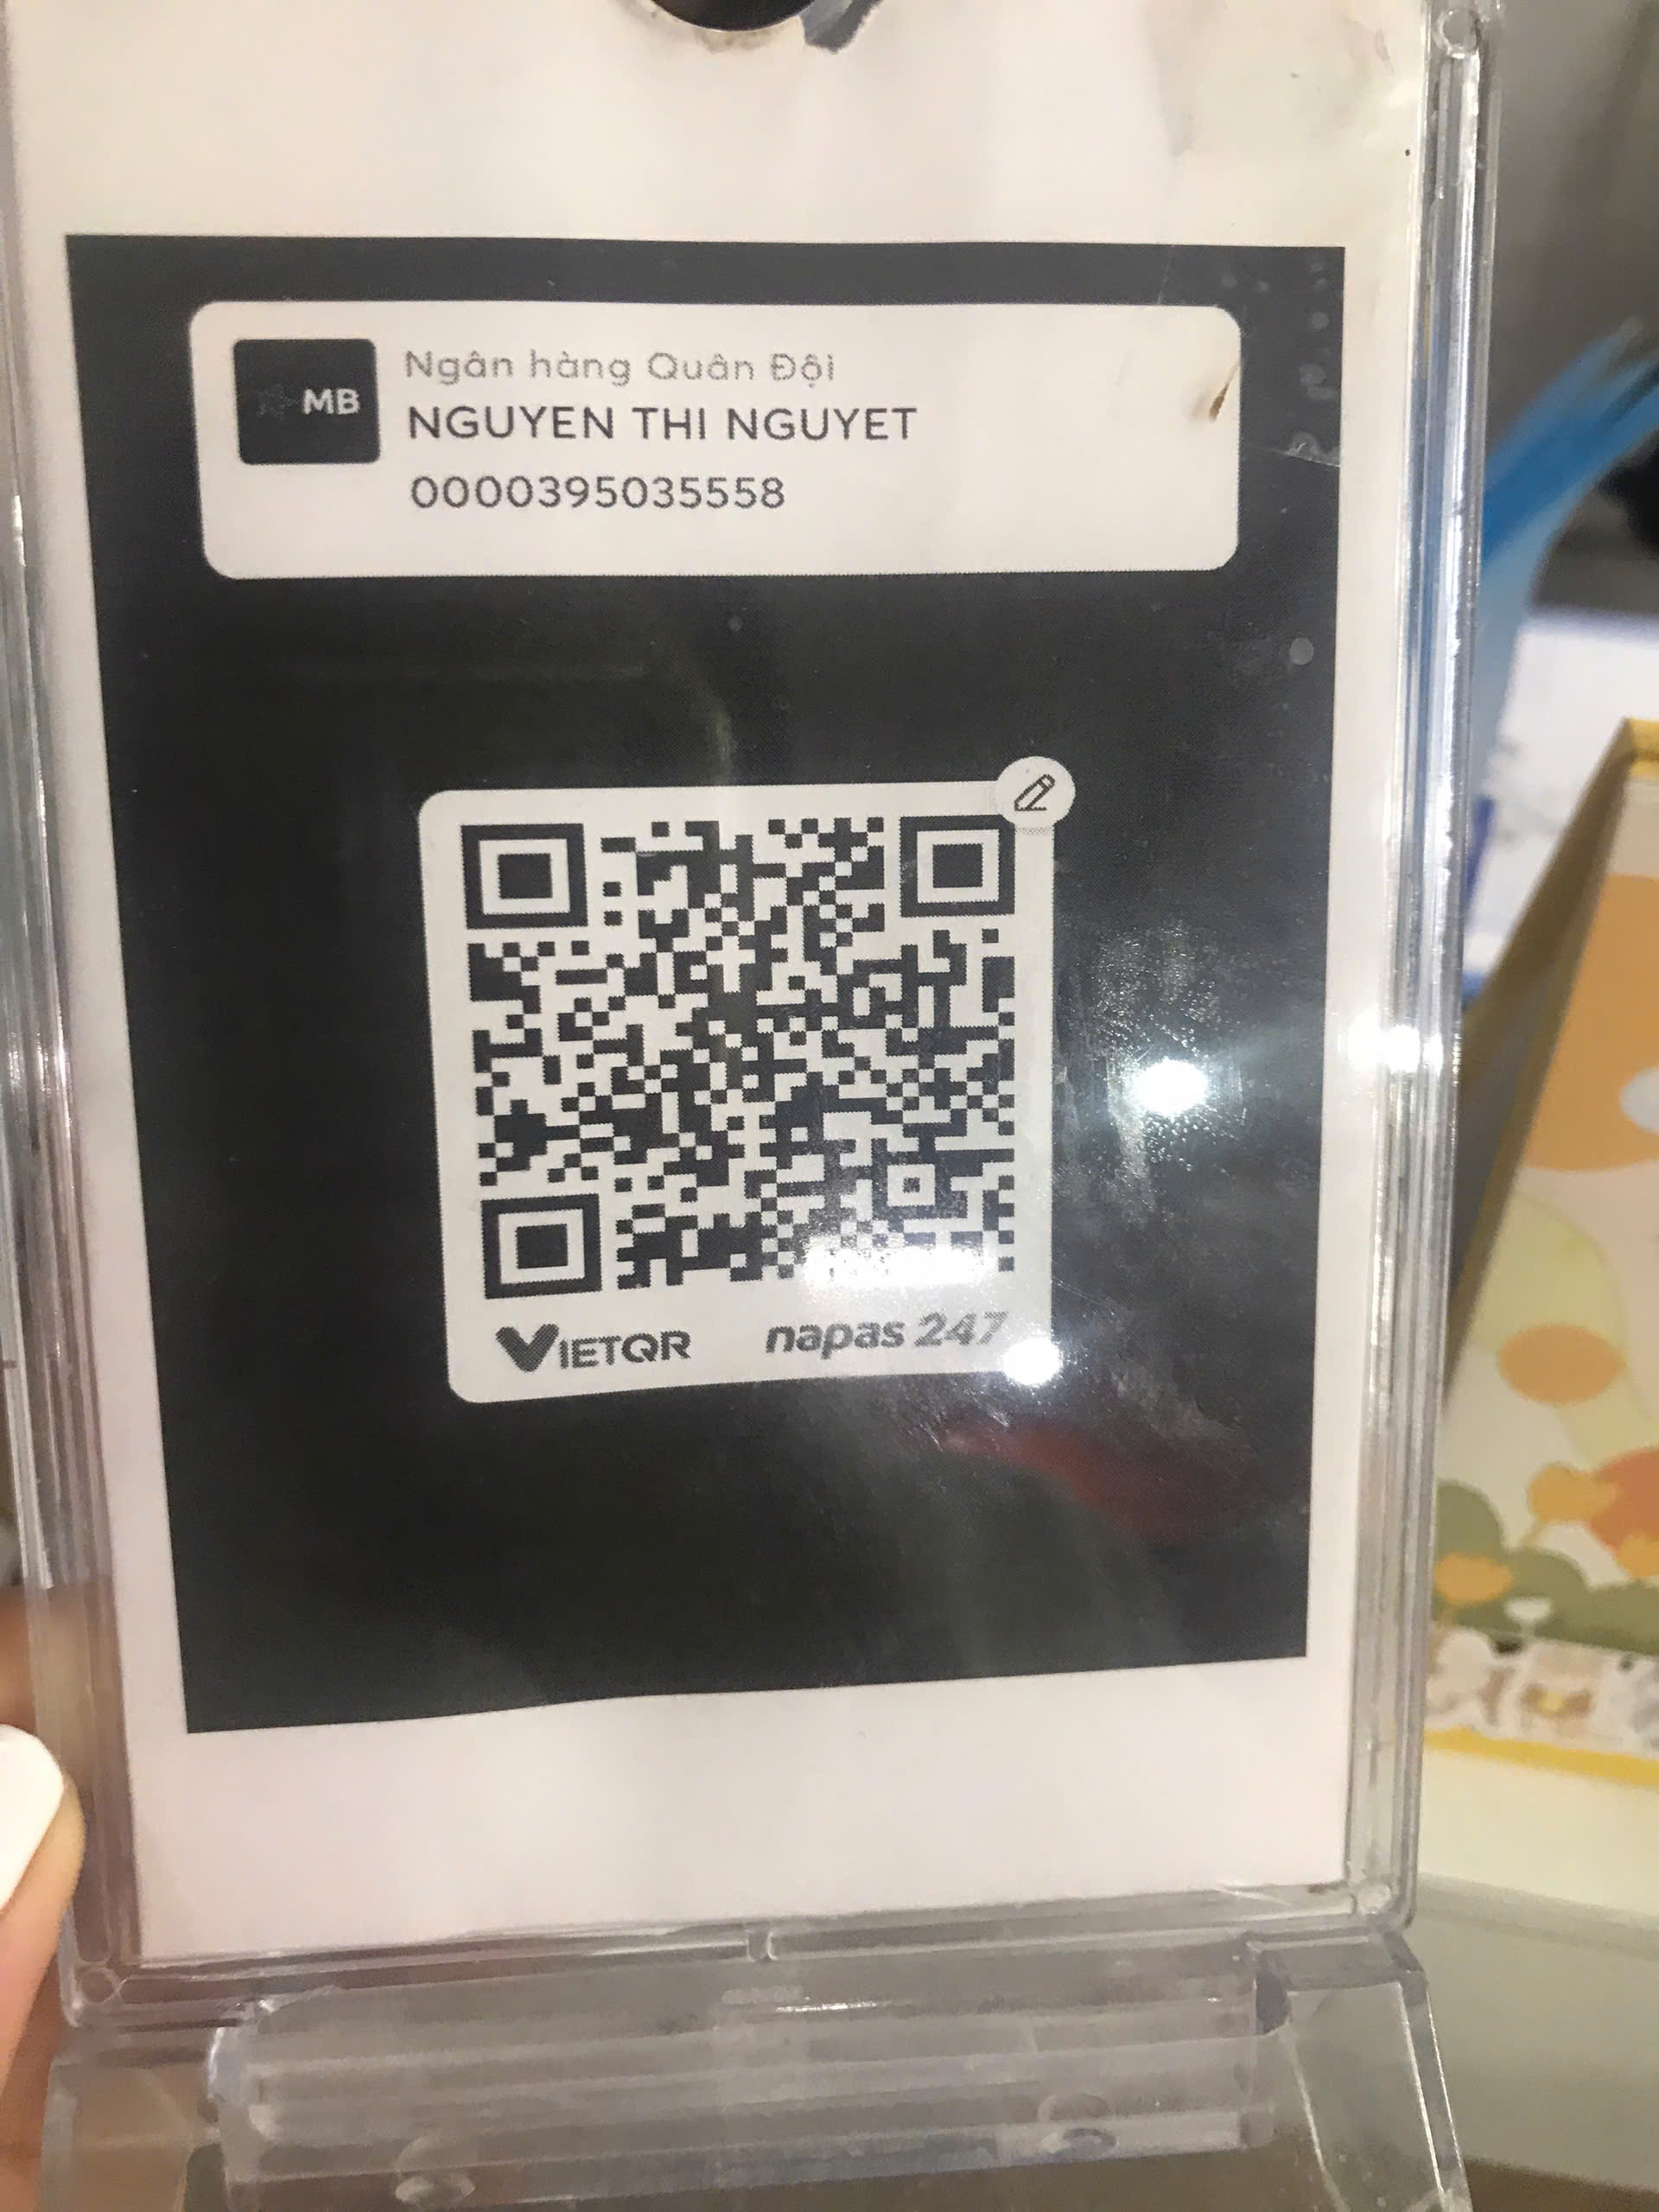 MB
Ngân hàng Quân Đội
NGUYEN THI NGUYET
0000395035558
VIETQR
napas 247